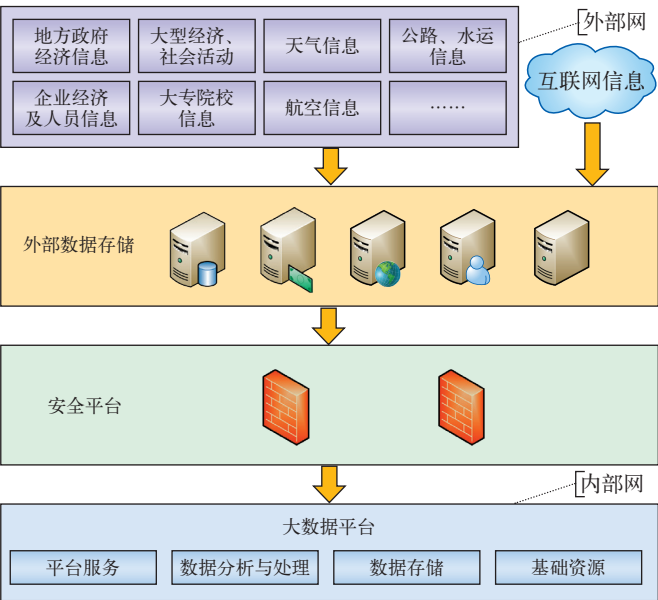 外部网
地方政府
经济信息
大型经济、
社会活动
天气信息
公路、水运
信息
互联网信息
企业经济
及人员信息
大专院校
信息
航空信息
……
外部数据存储
安全平台
内部网
大数据平台
平台服务
数据分析与处理
数据存储
基础资源